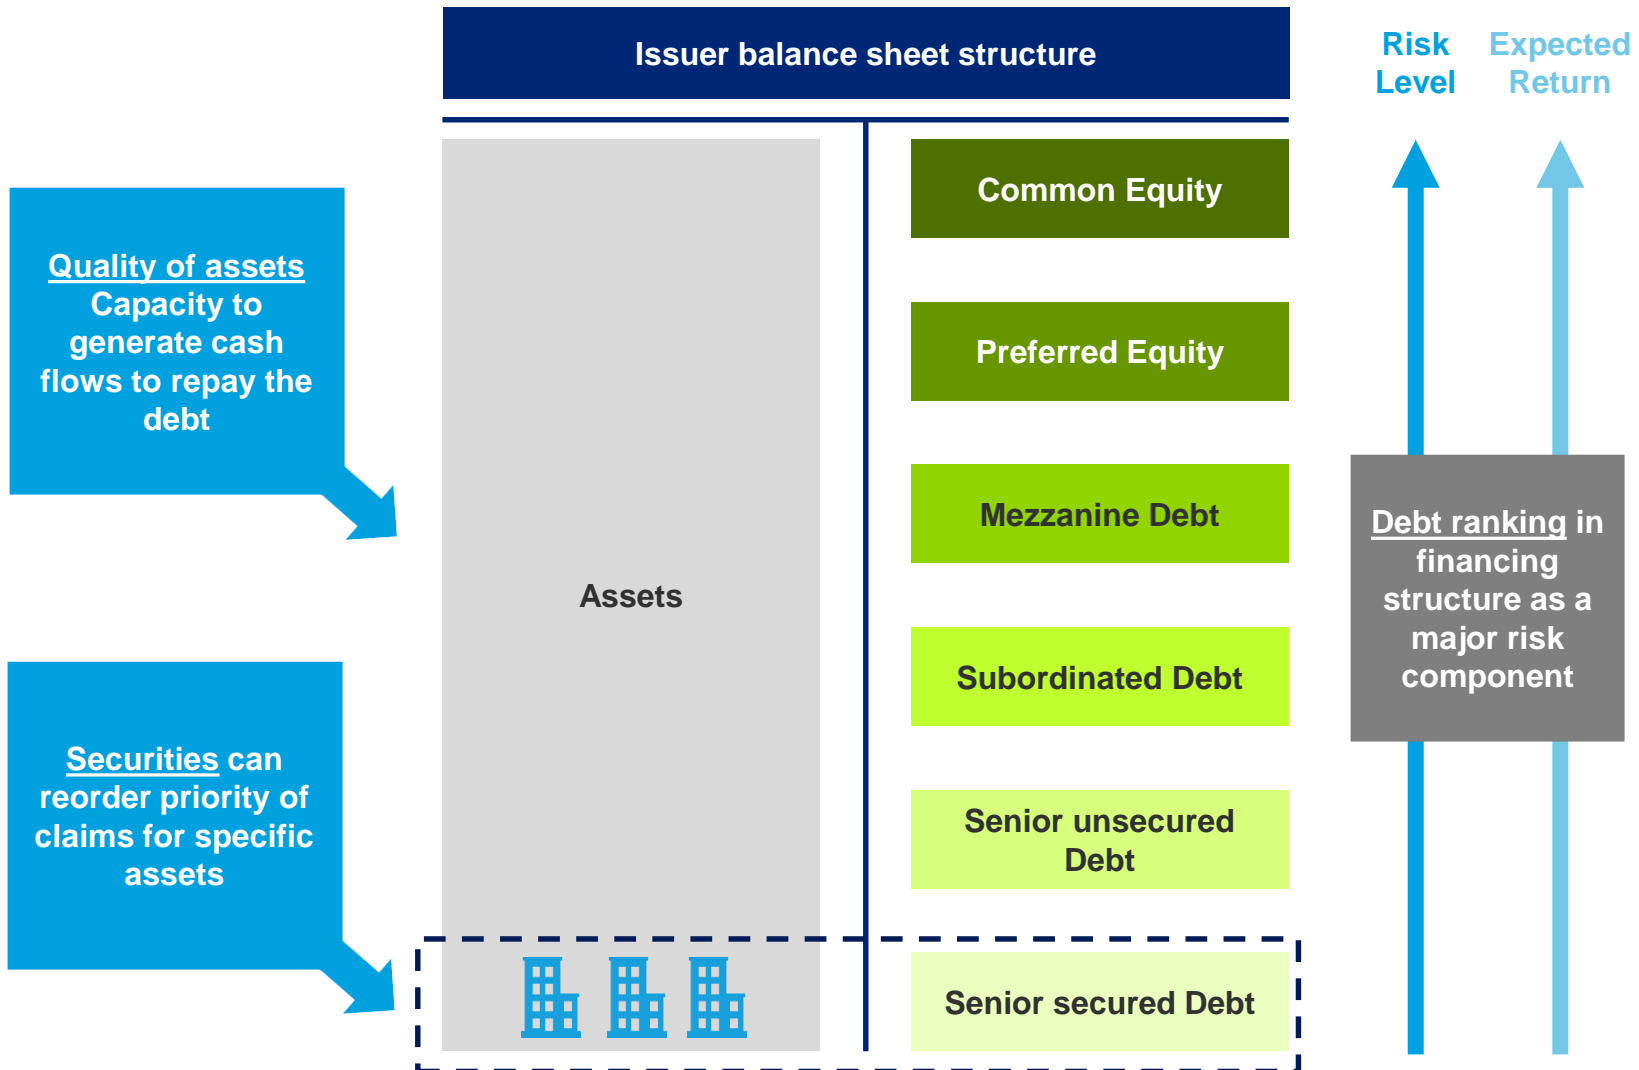 Issuer balance sheet structure
Risk
Level
Expected
Return
Quality of assets
Capacity to
generate cash
flows to repay the
debt
Securities can
reorder priority of
claims for specific
assets
Assets
Common Equity
Preferred Equity
Mezzanine Debt
Subordinated Debt
Senior unsecured
Debt
Senior secured Debt
Debt ranking in
financing
structure as a
major risk
component